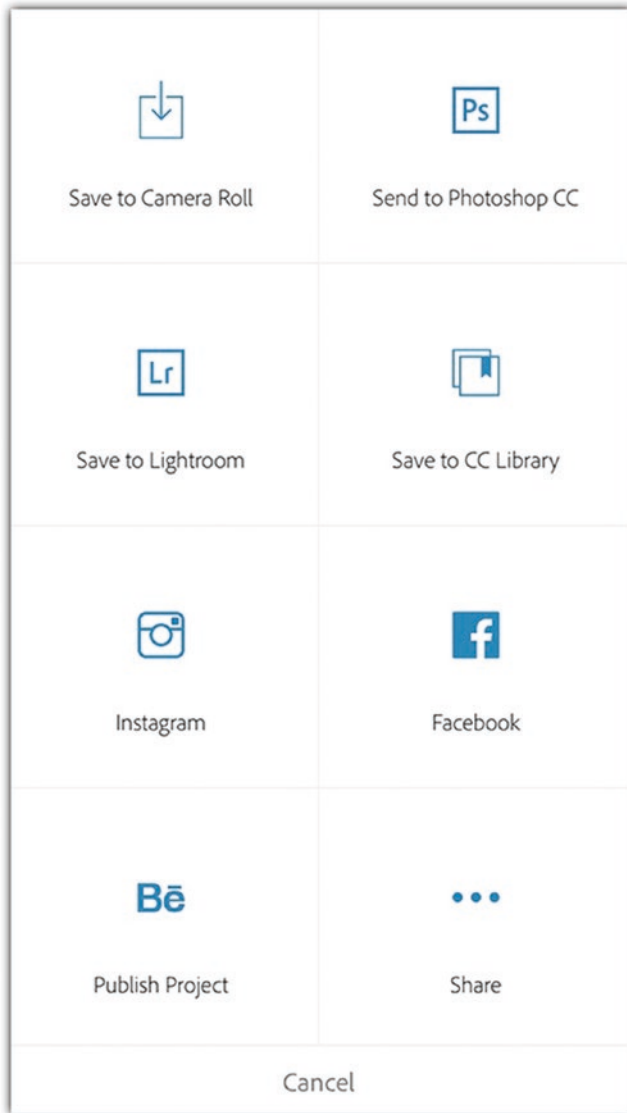 Ps
Save to Camera Roll
Send to Photoshop CC
Lr
Save to Lightroom
Save to CC Library
f
Instagram
Facebook
Bē
Publish Project
Share
Cancel